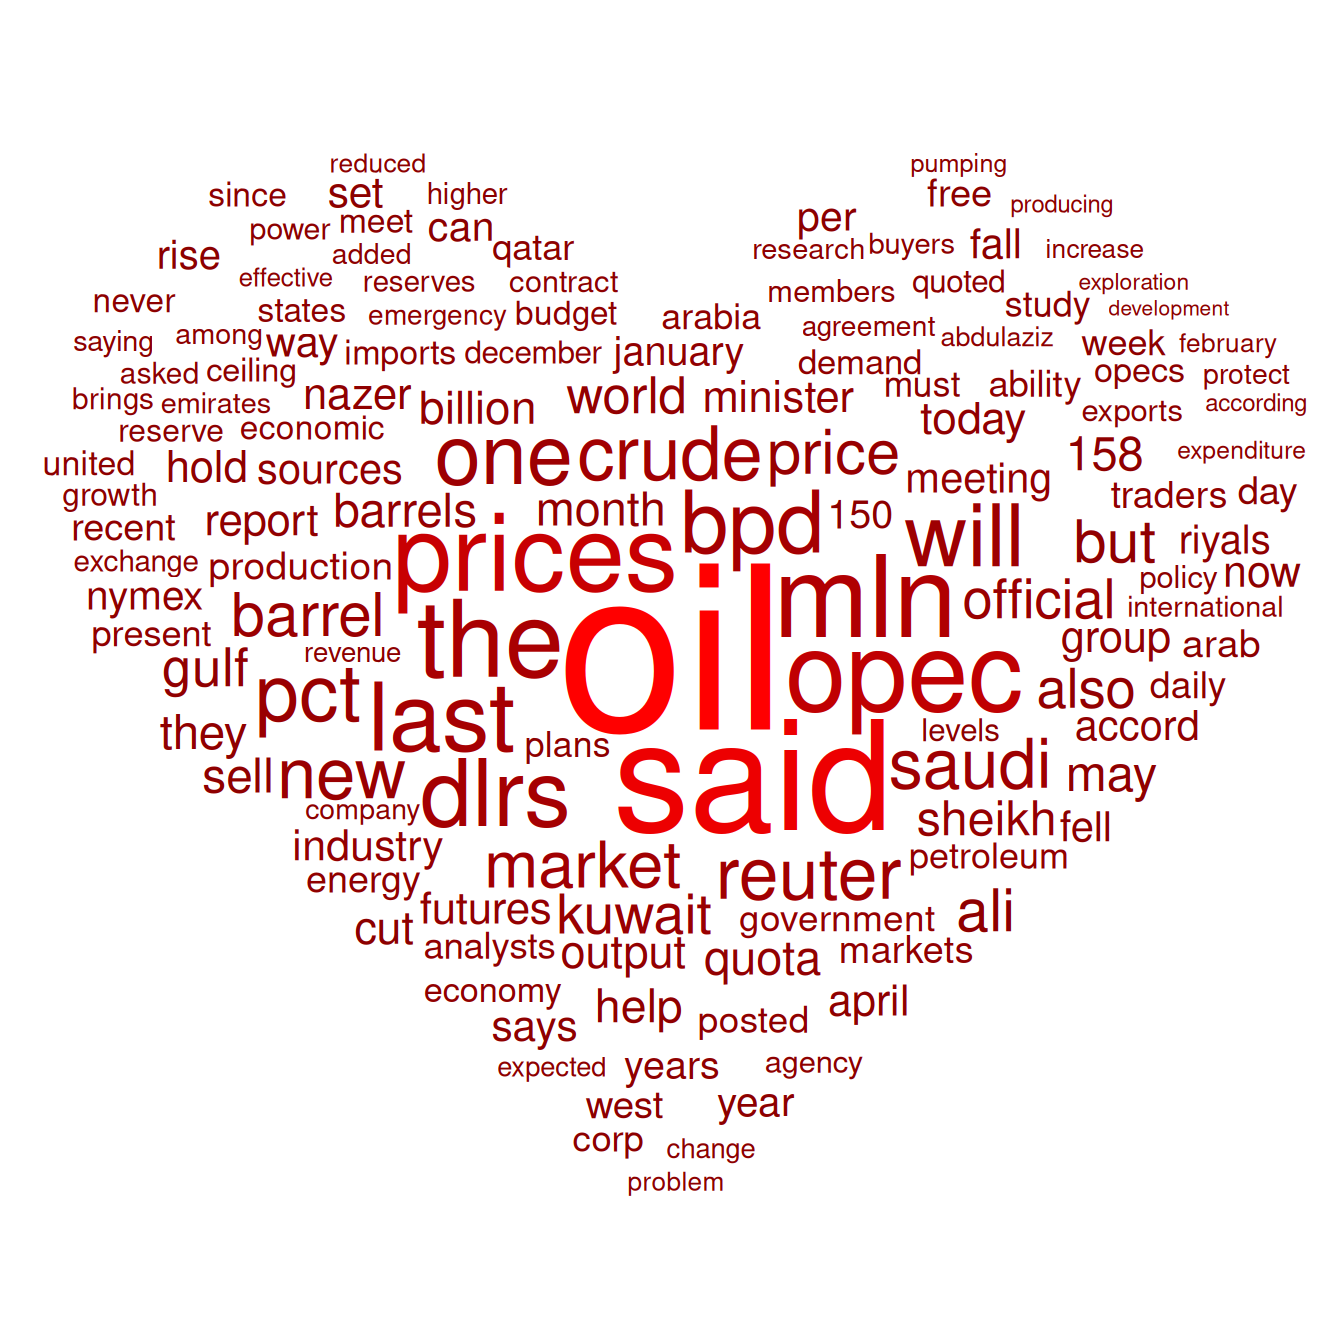 reduced pumping
since set higher free producing
power meet can per
rise added qatar research buyers fall increase
effective reserves contract members quoted exploration
never states emergency budget arabia agreement study development
saying among way imports december january demand abdulaziz week february
asked ceiling nazer billion world minister must ability opecs protect
brings emirates today exports according
reserve economic one crude price 158 expenditure
united hold sources meeting traders day
growth barrels month bpd 150
recent report prices will but riyals
exchange production mln policy now
nymex barrel the oil official international
present revenue opec group arab
gulf pct last also daily
they plans said levels accord
sell new dlrs saudi may
company sheikh fell
industry market reuter petroleum
energy futures kuwait government ali
cut analysts output quota markets
economy help posted april
says
expected years agency
west year
corp change
problem